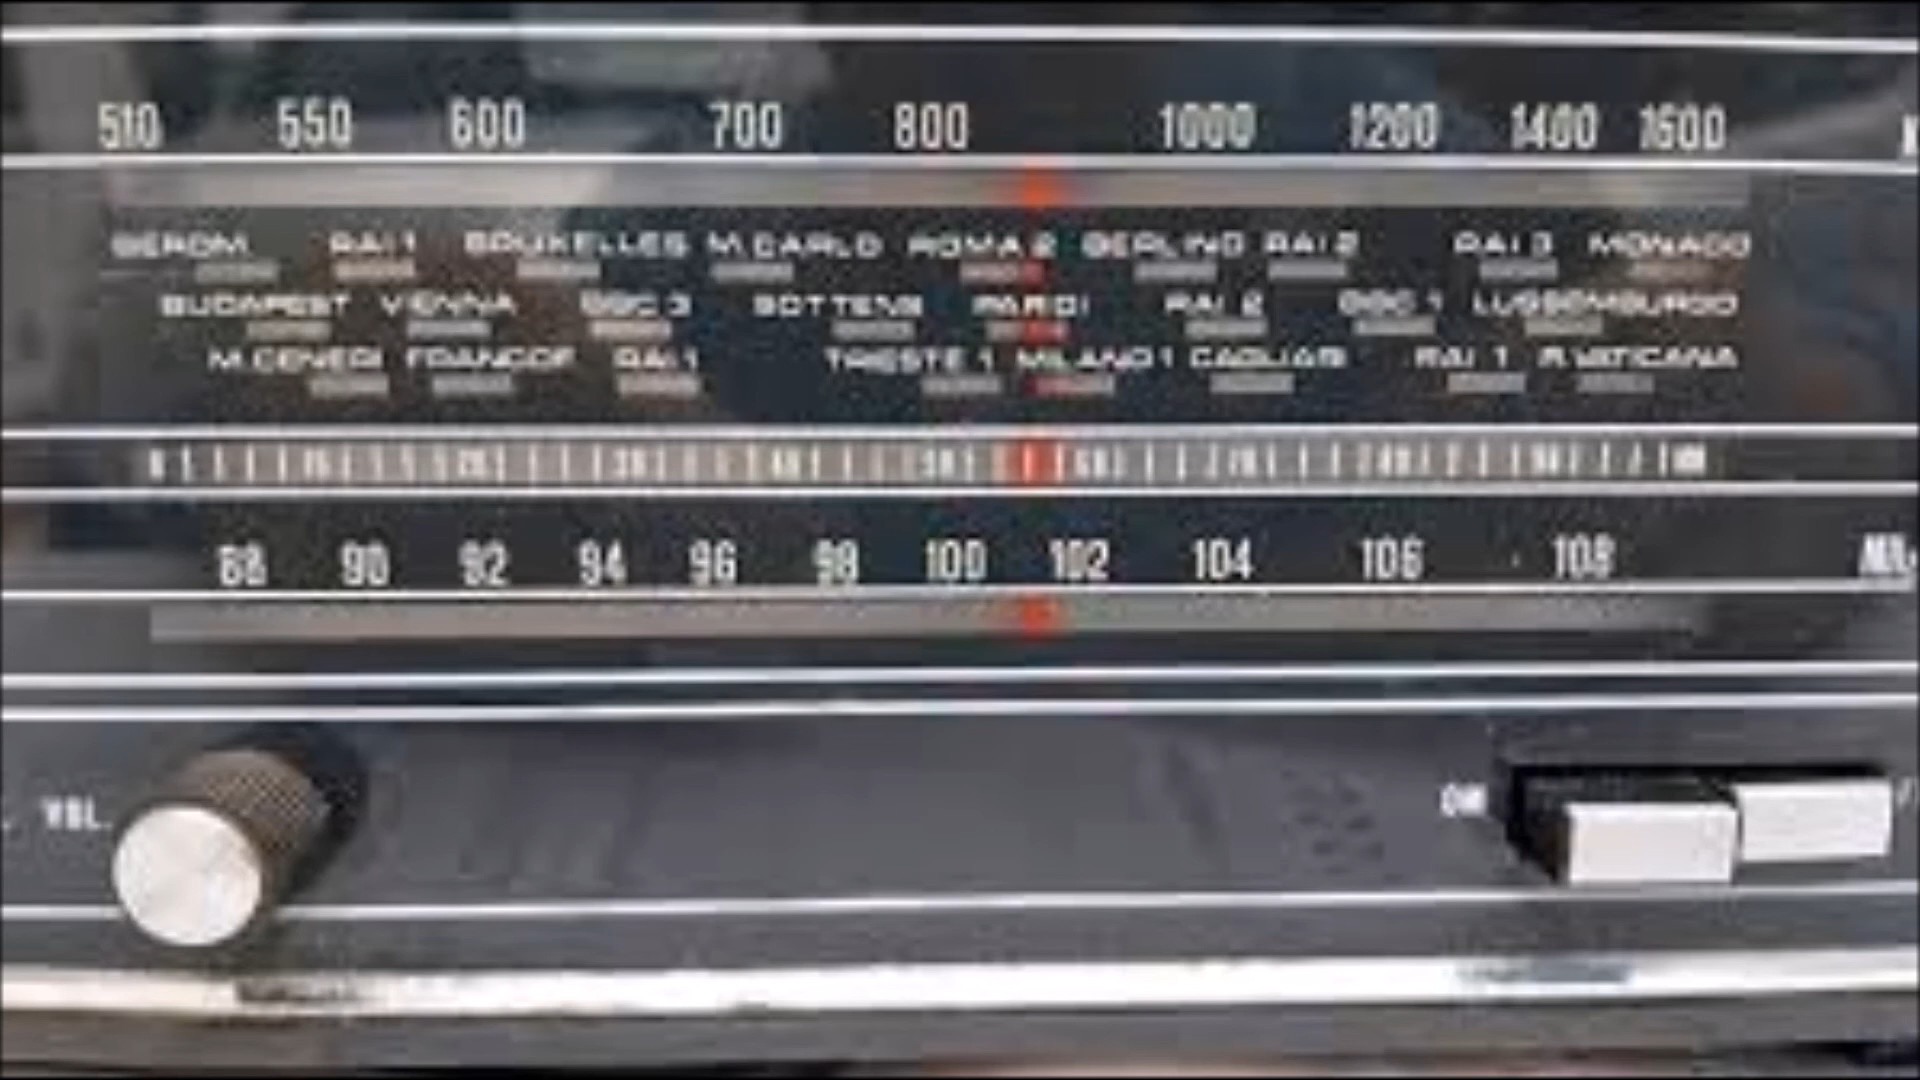 510 550 600 700 800 1000 1200 1400 1600
BEROM. RAI 1 BRUXELLES M.CARLO ROMA 2 BERLINO RAI 2 RAI 3 MONACO
BUDAPEST VIENNA BBC 3 SOTTENS PARIGI RAI 2 BBC 1 LUSSEMBURGO
M.CENERI FRANCOF. RAI 1 TRIESTE 1 MILANO 1 CAGLIARI RAI 1 R.VATICANA
88 90 92 94 96 98 100 102 104 106 108
VOL.